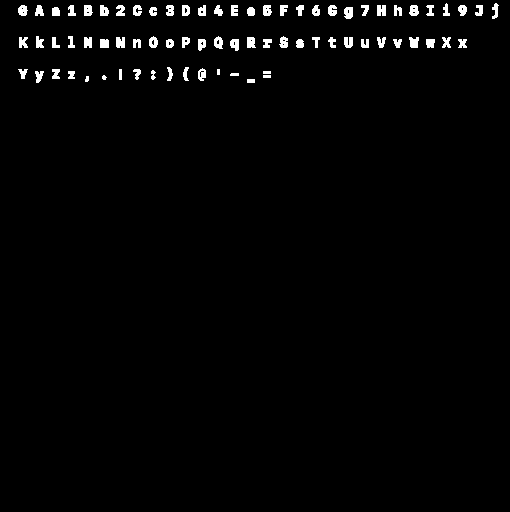 0 A a 1 B b 2 C c 3 D d 4 E e 5 F f 6 G g 7 H h 8 I i 9 J j
K k L l M m N n O o P p Q q R r S s T t U u V v W w X x
Y y Z z , . ! ? : ) ( @ ' - _ =